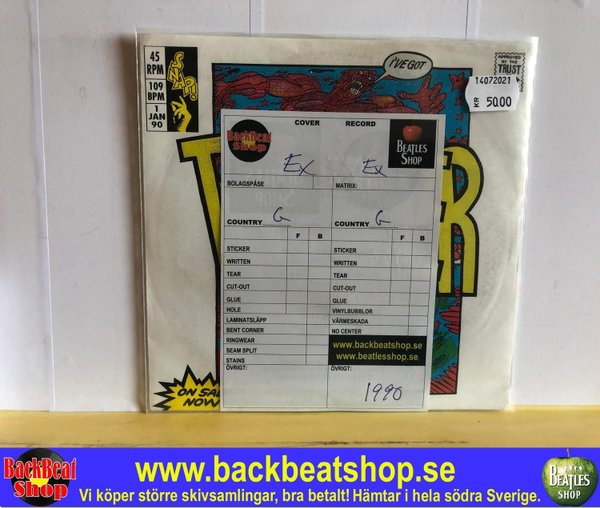 45
RPM
109
BPM
1
JAN
90
SNAP!
I'VE GOT
APPROVED
BY THE
TRUST
14072021
KR 50.00
COVER RECORD
BackBeat
Shop
BEATLES
SHOP
Ex Ex
BOLAGSPÅSE MATRIX:
COUNTRY G COUNTRY G
F B F B
STICKER STICKER
WRITTEN WRITTEN
TEAR TEAR
CUT-OUT CUT-OUT
GLUE GLUE
HOLE VINYLBUBBLOR
LAMINATSLÄPP VÄRMESKADA
BENT CORNER NO CENTER
RINGWEAR www.backbeatshop.se
SEAM SPLIT www.beatlesshop.se
STAINS
ÖVRIGT: ÖVRIGT:
1990
ON SALE
NOW
BackBeat
Shop
www.backbeatshop.se
Vi köper större skivsamlingar, bra betalt! Hämtar i hela södra Sverige.
BEATLES
SHOP